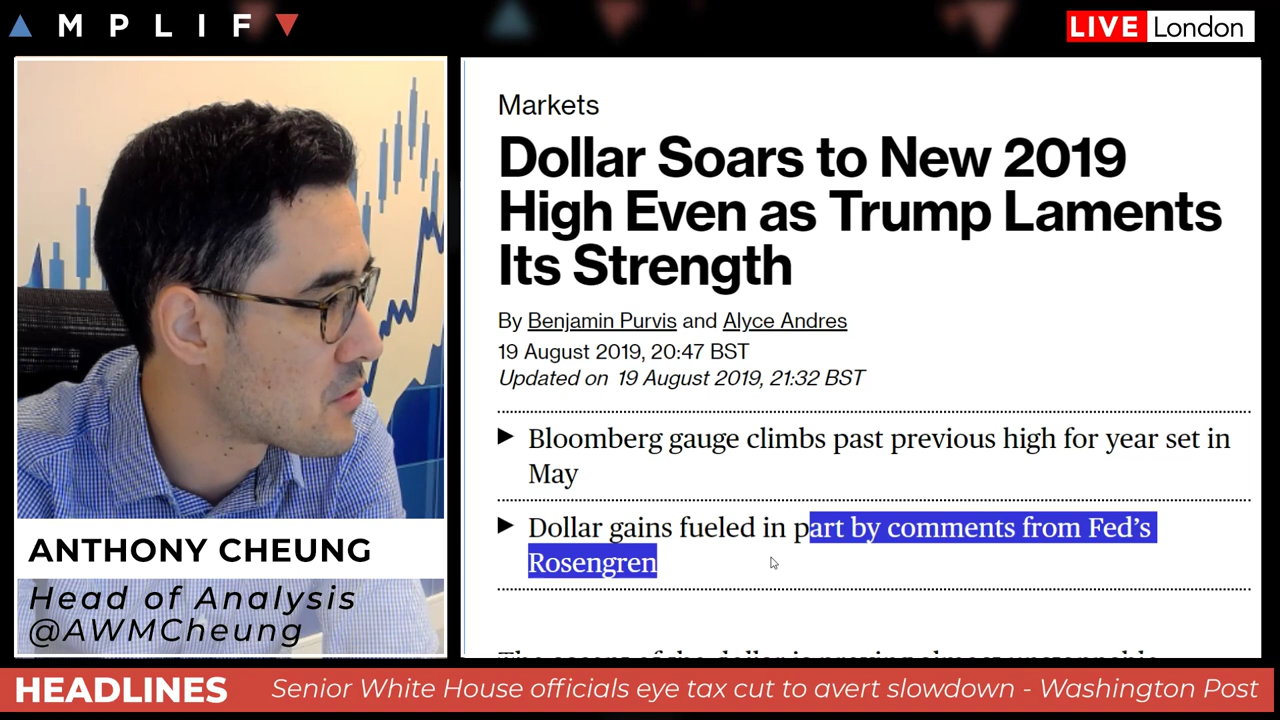 AMPLIFY
LIVE London
Markets
Dollar Soars to New 2019
High Even as Trump Laments
Its Strength
By Benjamin Purvis and Alyce Andres
19 August 2019, 20:47 BST
Updated on 19 August 2019, 21:32 BST
Bloomberg gauge climbs past previous high for year set in
May
Dollar gains fueled in part by comments from Fed's
Rosengren
ANTHONY CHEUNG
Head of Analysis
@AWMCheung
HEADLINES Senior White House officials eye tax cut to avert slowdown - Washington Post